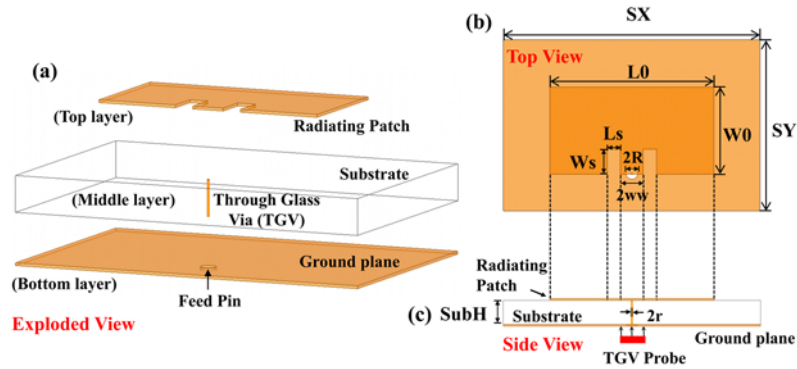 (a)
(Top layer)
Radiating Patch
Substrate
(Middle layer)
Through Glass
Via (TGV)
Ground plane
(Bottom layer)
Feed Pin
Exploded View
(b)
SX
Top View
L0
Ls
W0
SY
Ws
2R
2ww
Radiating
Patch
(c)
SubH
Substrate
2r
Ground plane
Side View
TGV Probe